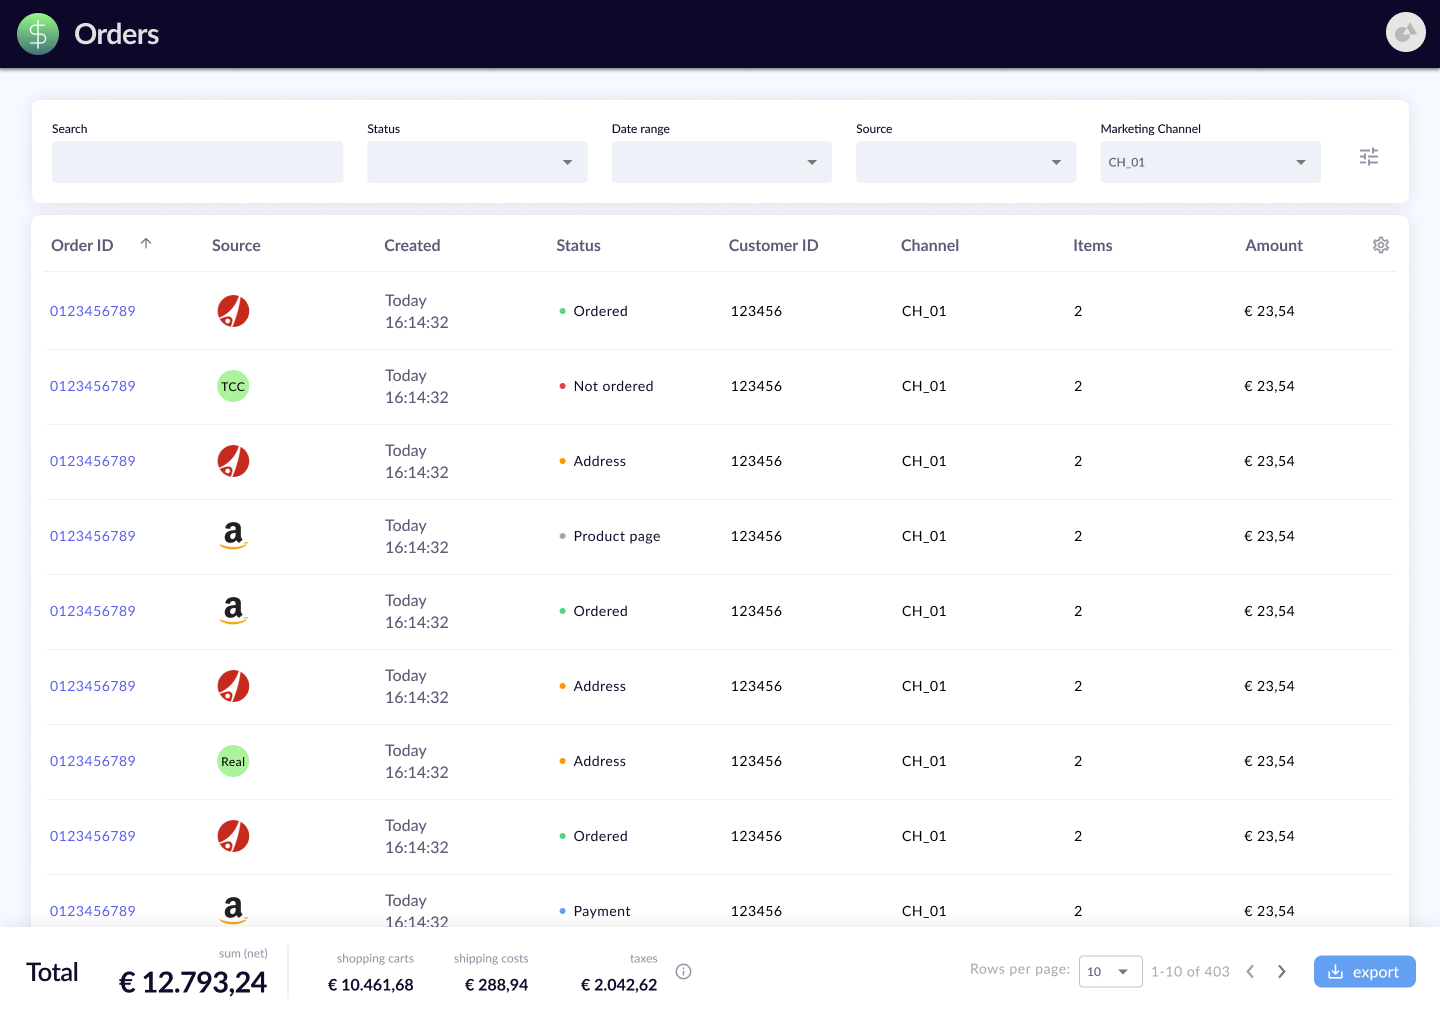 $ Orders
Search Status Date range Source Marketing Channel
CH_01
Order ID Source Created Status Customer ID Channel Items Amount
0123456789 Today 16:14:32 Ordered 123456 CH_01 2 € 23,54
0123456789 TCC Today 16:14:32 Not ordered 123456 CH_01 2 € 23,54
0123456789 Today 16:14:32 Address 123456 CH_01 2 € 23,54
0123456789 a Today 16:14:32 Product page 123456 CH_01 2 € 23,54
0123456789 a Today 16:14:32 Ordered 123456 CH_01 2 € 23,54
0123456789 Today 16:14:32 Address 123456 CH_01 2 € 23,54
0123456789 Real Today 16:14:32 Address 123456 CH_01 2 € 23,54
0123456789 Today 16:14:32 Ordered 123456 CH_01 2 € 23,54
0123456789 a Today 16:14:32 Payment 123456 CH_01 2 € 23,54
Total sum (net) € 12.793,24 shopping carts € 10.461,68 shipping costs € 288,94 taxes € 2.042,62 Rows per page: 10 1-10 of 403 export